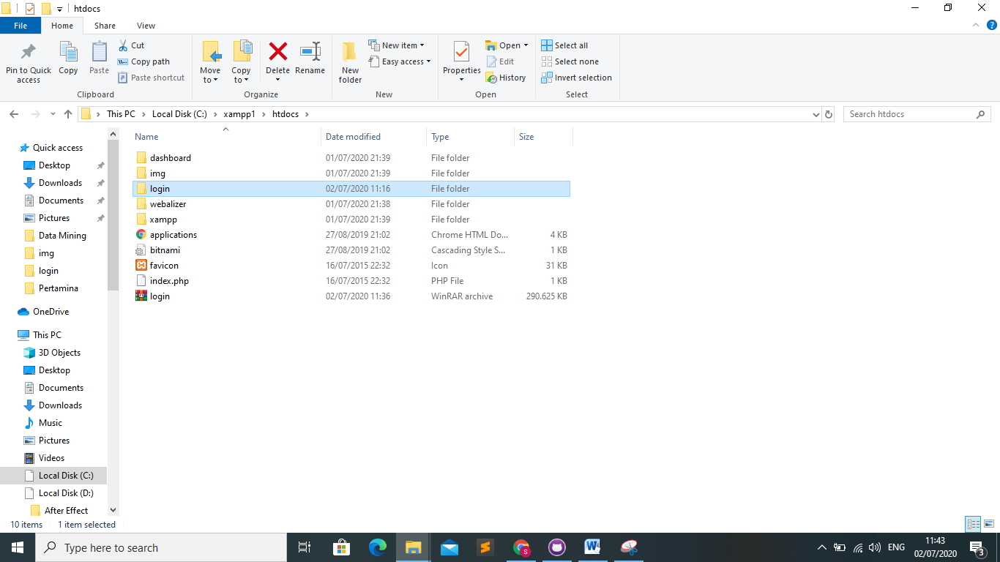 htdocs
File Home Share View
Pin to Quick access
Copy
Paste
Cut
Copy path
Paste shortcut
Clipboard
Move to
Copy to
Delete
Rename
Organize
New folder
New item
Easy access
New
Properties
Open
Edit
History
Open
Select all
Select none
Invert selection
Select
This PC Local Disk (C:) xampp1 htdocs
Search htdocs
Quick access
Desktop
Downloads
Documents
Pictures
Data Mining
img
login
Pertamina
OneDrive
This PC
3D Objects
Desktop
Documents
Downloads
Music
Pictures
Videos
Local Disk (C:)
Local Disk (D:)
After Effect
Name Date modified Type Size
dashboard 01/07/2020 21:39 File folder
img 01/07/2020 21:39 File folder
login 02/07/2020 11:16 File folder
webalizer 01/07/2020 21:38 File folder
xampp 01/07/2020 21:39 File folder
applications 27/08/2019 21:02 Chrome HTML Do... 4 KB
bitnami 27/08/2019 21:02 Cascading Style S... 1 KB
favicon 16/07/2015 22:32 Icon 31 KB
index.php 16/07/2015 22:32 PHP File 1 KB
login 02/07/2020 11:36 WinRAR archive 290.625 KB
10 items 1 item selected
Type here to search
S
W
ENG
11:43
02/07/2020
3